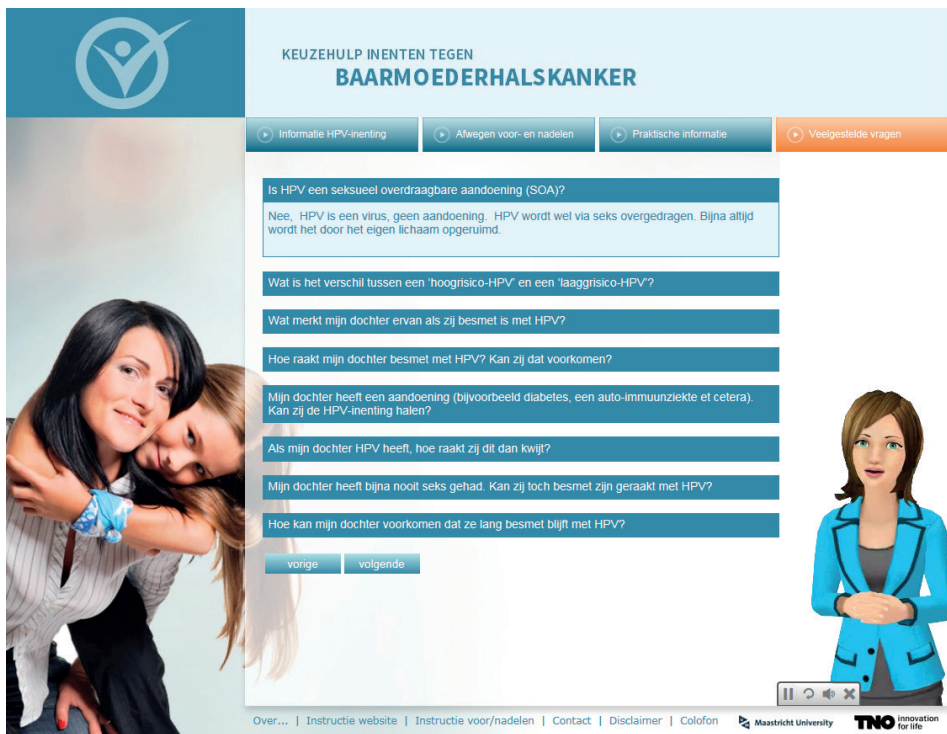 KEUZEHULP INENTEN TEGEN
BAARMOEDERHALSKANKER
Informatie HPV-inenting
Afwegen voor- en nadelen
Praktische informatie
Veelgestelde vragen
Is HPV een seksueel overdraagbare aandoening (SOA)?
Nee, HPV is een virus, geen aandoening. HPV wordt wel via seks overgedragen. Bijna altijd
wordt het door het eigen lichaam opgeruimd.
Wat is het verschil tussen een 'hoogrisico-HPV' en een 'laaggrisico-HPV'?
Wat merkt mijn dochter ervan als zij besmet is met HPV?
Hoe raakt mijn dochter besmet met HPV? Kan zij dat voorkomen?
Mijn dochter heeft een aandoening (bijvoorbeeld diabetes, een auto-immuunziekte et cetera).
Kan zij de HPV-inenting halen?
Als mijn dochter HPV heeft, hoe raakt zij dit dan kwijt?
Mijn dochter heeft bijna nooit seks gehad. Kan zij toch besmet zijn geraakt met HPV?
Hoe kan mijn dochter voorkomen dat ze lang besmet blijft met HPV?
vorige
volgende
Over... | Instructie website | Instructie voor/nadelen | Contact | Disclaimer | Colofon
Maastricht University
TNO innovation
for life